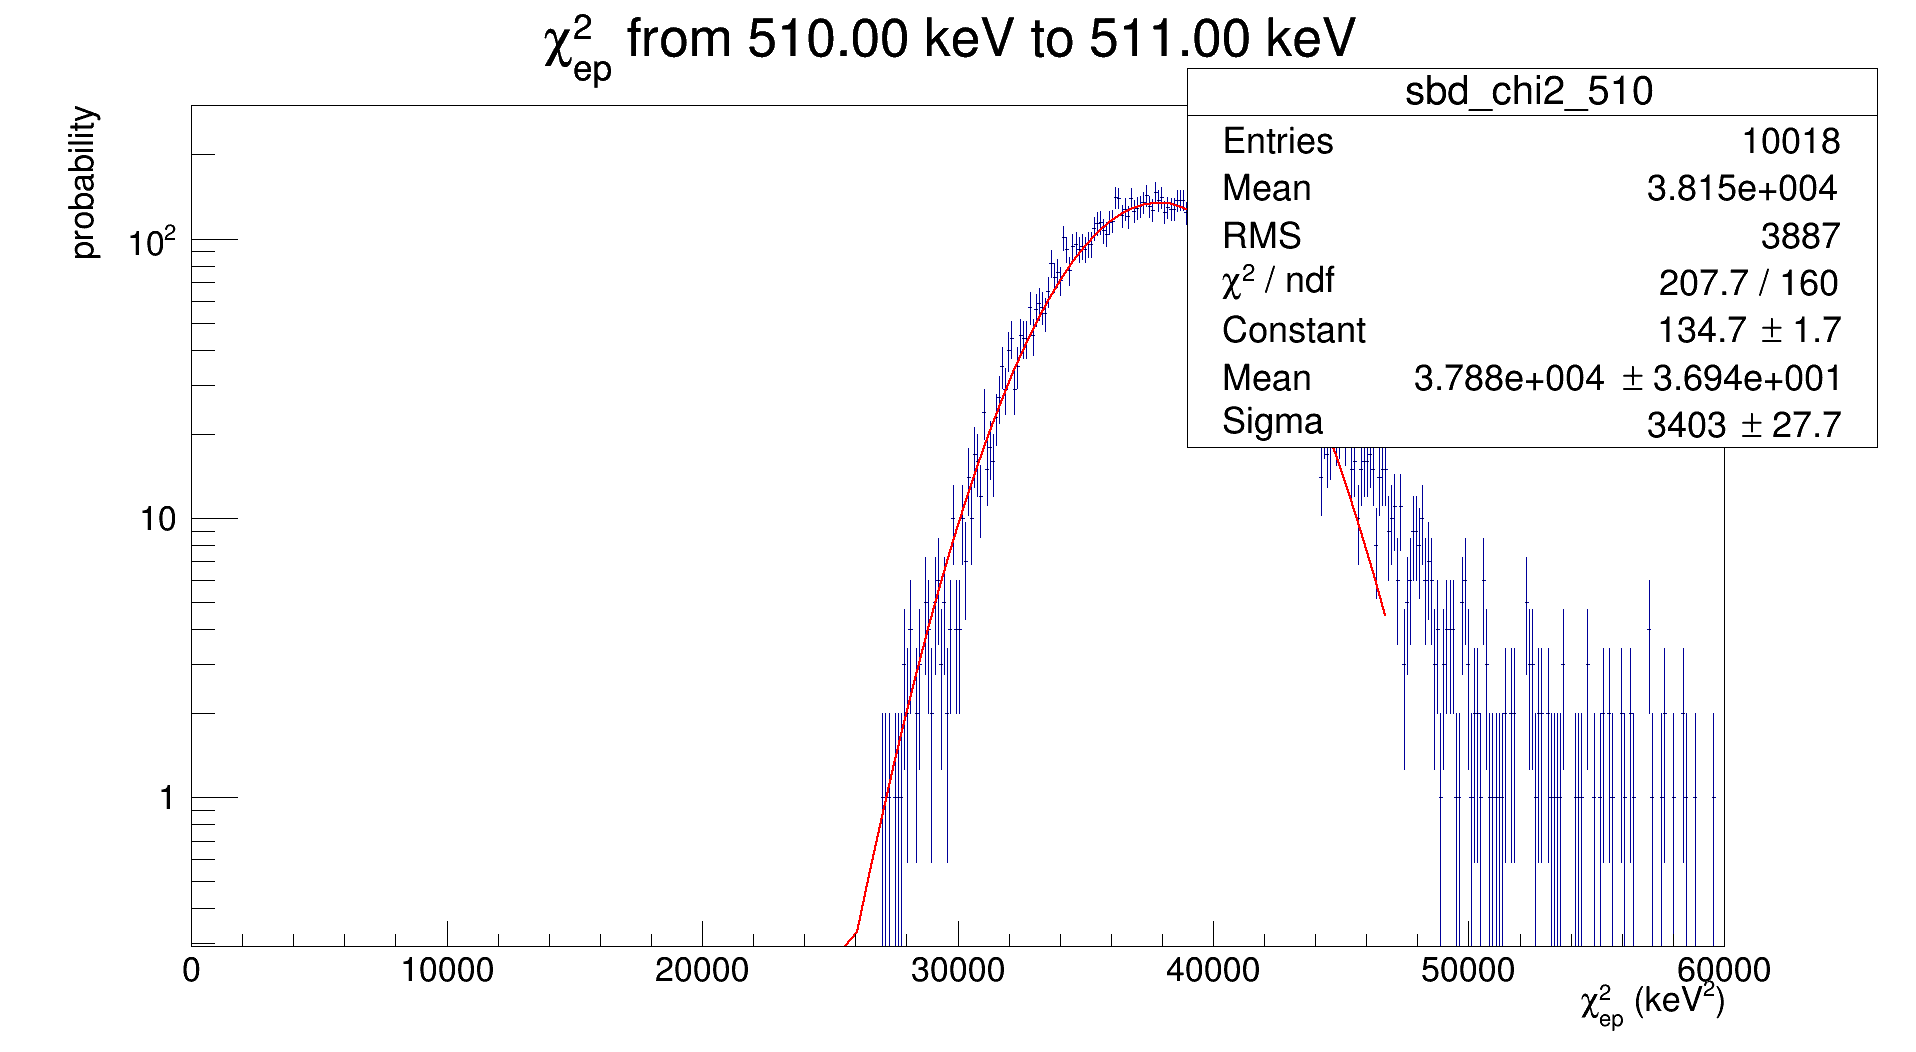 χ²ep from 510.00 keV to 511.00 keV
sbd_chi2_510
Entries 10018
Mean 3.815e+004
RMS 3887
χ² / ndf 207.7 / 160
Constant 134.7 ± 1.7
Mean 3.788e+004 ± 3.694e+001
Sigma 3403 ± 27.7
probability
10²
10
1
0 10000 20000 30000 40000 50000 60000
χ²ep (keV²)